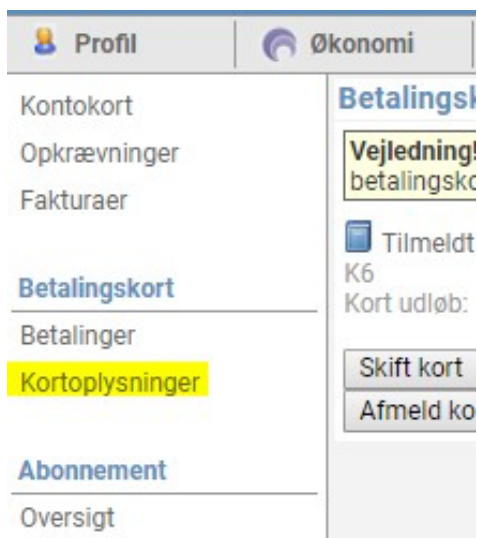 Profil
Økonomi
Kontokort
Opkrævninger
Fakturaer
Betalingskort
Betalinger
Kortoplysninger
Abonnement
Oversigt
Betalingsk
Vejledning!
betalingsko
Tilmeldt
K6
Kort udløb:
Skift kort
Afmeld ko